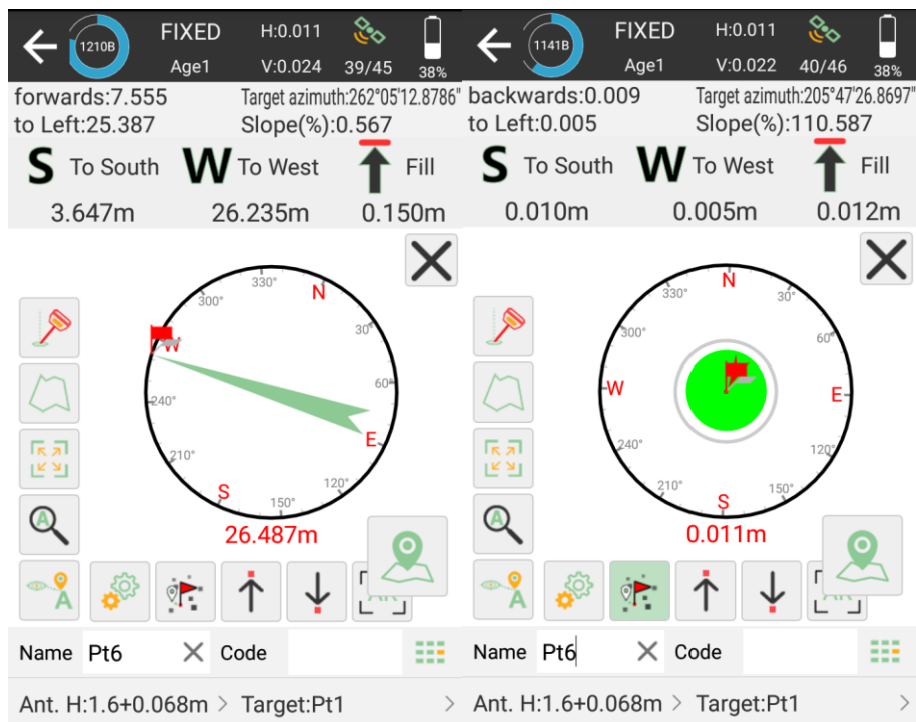 1210B FIXED H:0.011
Age1 V:0.024 39/45 38%
forwards:7.555 Target azimuth:262°05'12.8786"
to Left:25.387 Slope(%):0.567
S To South W To West Fill
3.647m 26.235m 0.150m
330°
300° N
W 30°
60°
240°
E
210°
120°
S 150°
26.487m
A
A AR
Name Pt6 Code
Ant. H:1.6+0.068m > Target:Pt1 >
1141B FIXED H:0.011
Age1 V:0.022 40/46 38%
backwards:0.009 Target azimuth:205°47'26.8697"
to Left:0.005 Slope(%):110.587
S To South W To West Fill
0.010m 0.005m 0.012m
N
330° 30°
300° 60°
W E
240° 120°
210° 150°
S
0.011m
A
A AR
Name Pt6 Code
Ant. H:1.6+0.068m > Target:Pt1 >